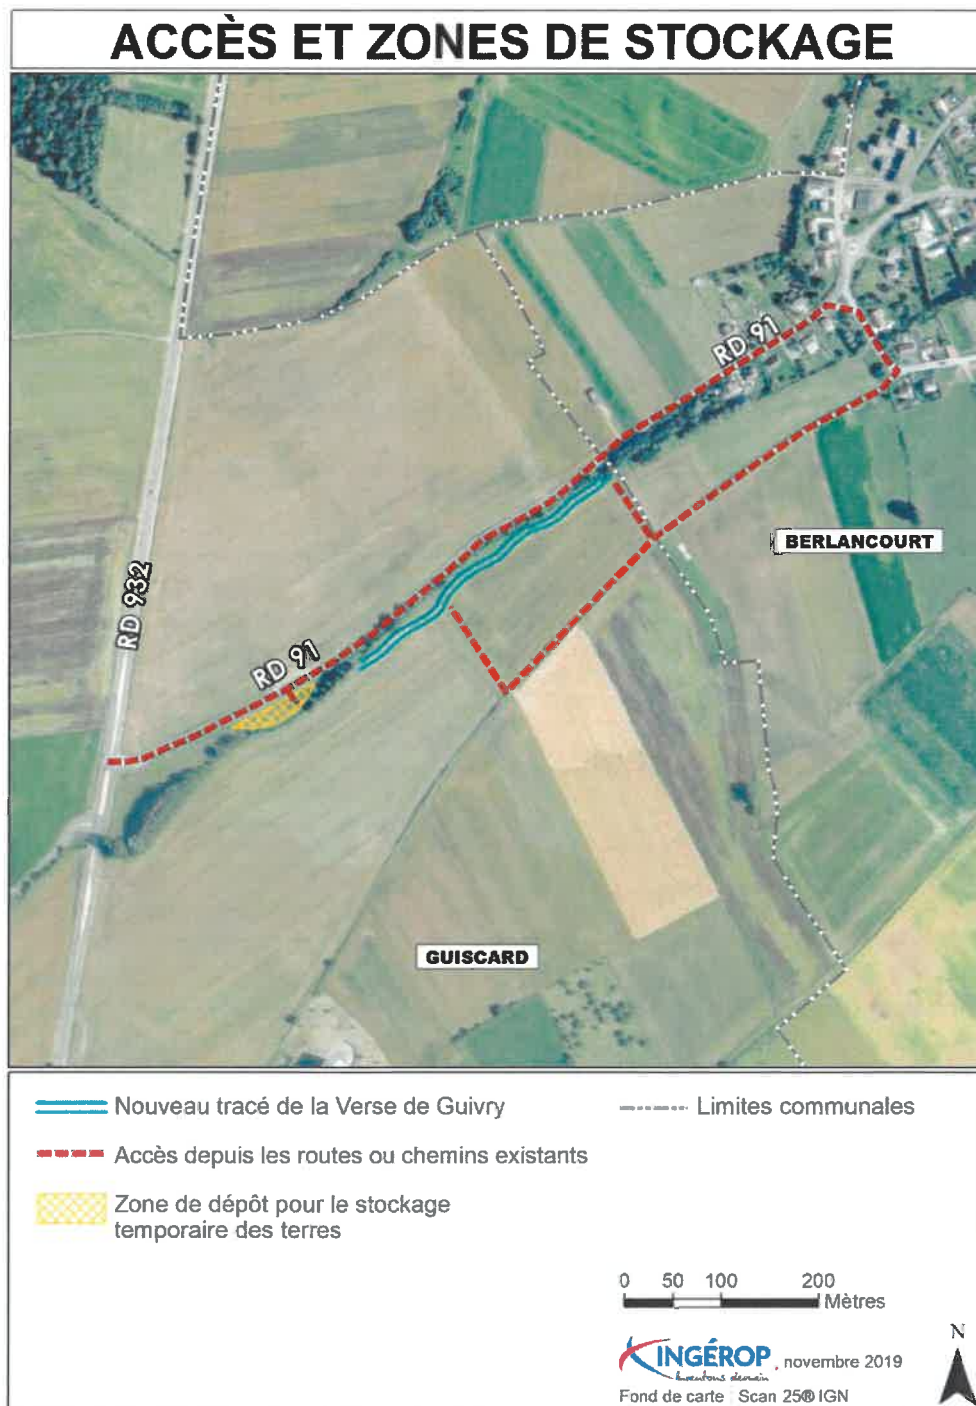 ACCÈS ET ZONES DE STOCKAGE
RD 91
BERLANCOURT
RD 932
RD 91
GUISCARD
Nouveau tracé de la Verse de Guivry
Limites communales
Accès depuis les routes ou chemins existants
Zone de dépôt pour le stockage
temporaire des terres
0 50 100 200
Mètres
N
INGÉROP, novembre 2019
Inventons demain
Fond de carte Scan 25® IGN